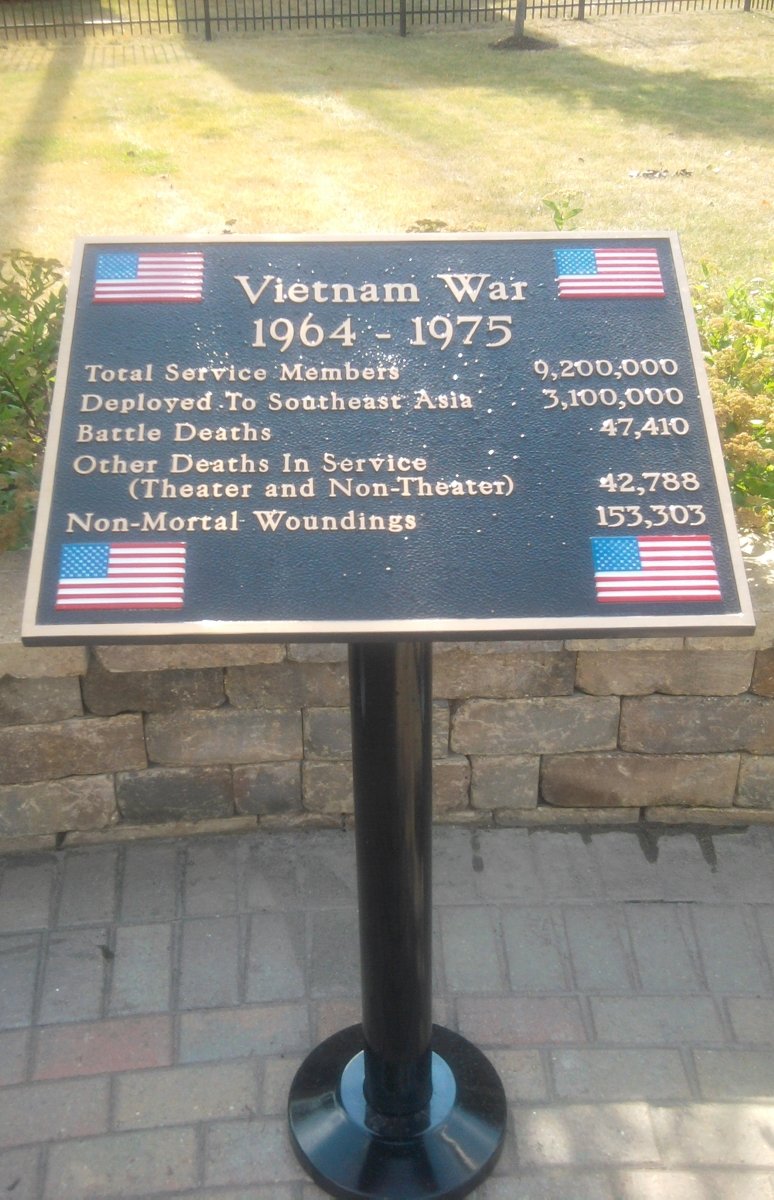 Vietnam War
1964 - 1975
Total Service Members 9,200,000
Deployed To Southeast Asia 3,100,000
Battle Deaths 47,410
Other Deaths In Service
(Theater and Non-Theater) 42,788
Non-Mortal Woundings 153,303